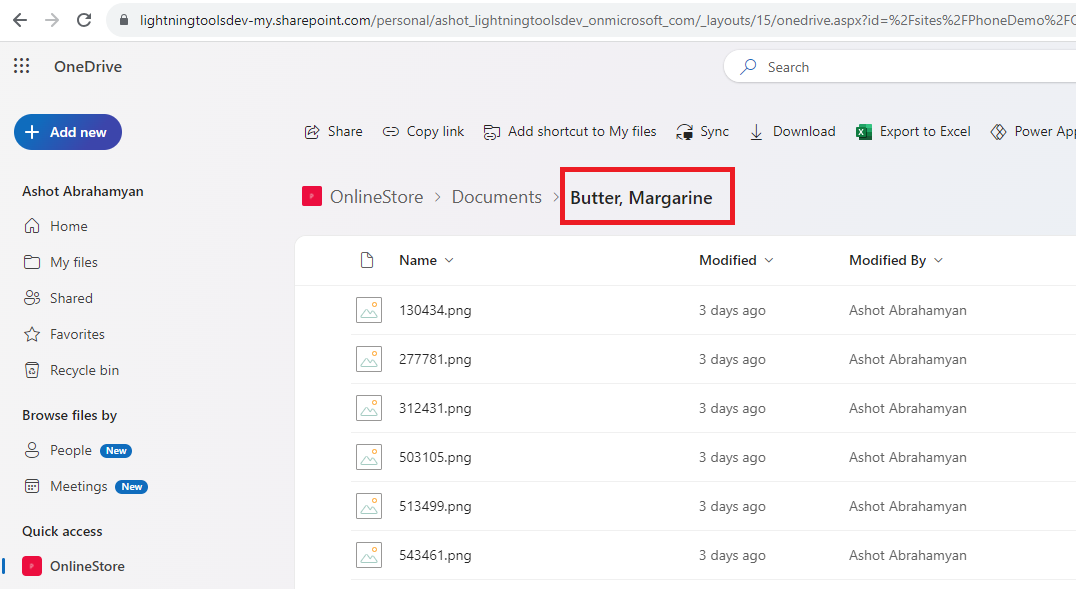 lightningtoolsdev-my.sharepoint.com/personal/ashot_lightningtoolsdev_onmicrosoft_com/_layouts/15/onedrive.aspx?id=%2Fsites%2FPhoneDemo%2F
OneDrive
Search
Add new
Share Copy link Add shortcut to My files Sync Download Export to Excel Power App
Ashot Abrahamyan
Home
My files
Shared
Favorites
Recycle bin
Browse files by
People New
Meetings New
Quick access
P OnlineStore
P OnlineStore > Documents > Butter, Margarine
Name Modified Modified By
130434.png 3 days ago Ashot Abrahamyan
277781.png 3 days ago Ashot Abrahamyan
312431.png 3 days ago Ashot Abrahamyan
503105.png 3 days ago Ashot Abrahamyan
513499.png 3 days ago Ashot Abrahamyan
543461.png 3 days ago Ashot Abrahamyan